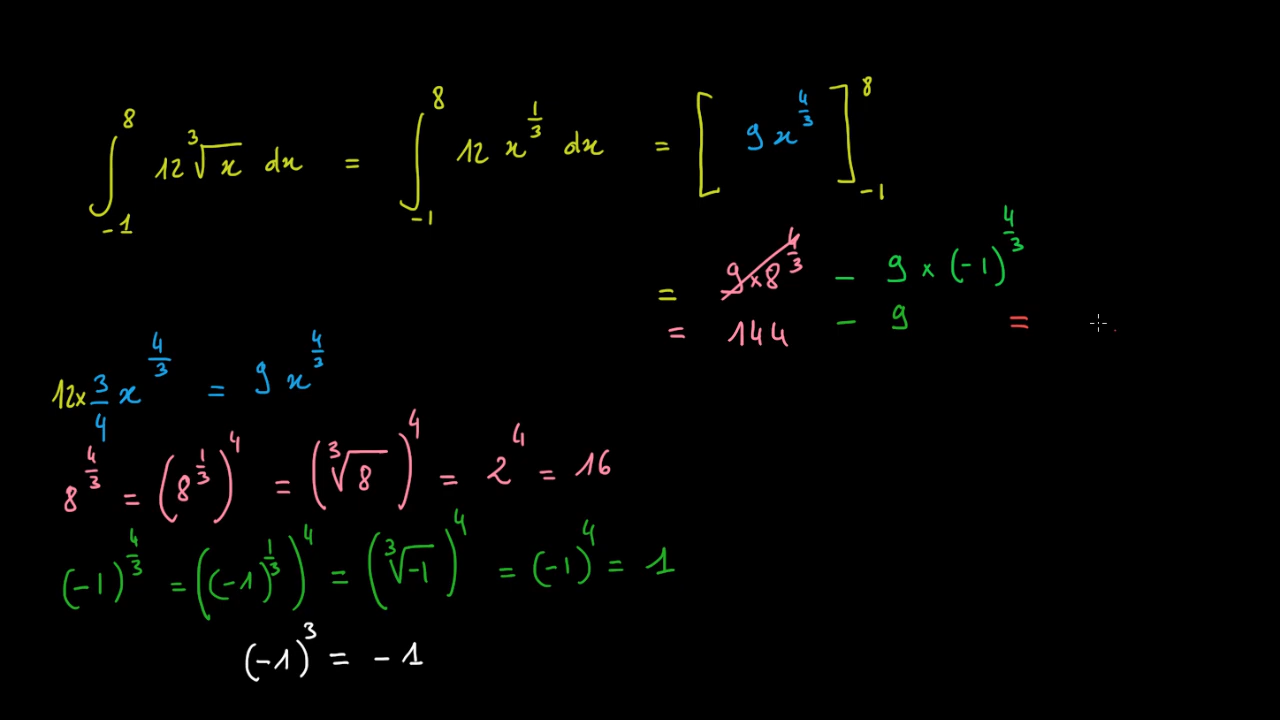 ∫₋₁⁸ 12 ∛x dx = ∫₋₁⁸ 12 x^(1/3) dx = [ 9x^(4/3) ]₋₁⁸
= 9×8^(4/3) − 9 × (−1)^(4/3)
= 144 − 9 =
12 × 3/4 x^(4/3) = 9 x^(4/3)
8^(4/3) = (8^(1/3))^4 = (∛8)^4 = 2^4 = 16
(−1)^(4/3) = ((−1)^(1/3))^4 = (∛−1)^4 = (−1)^4 = 1
(−1)^3 = −1